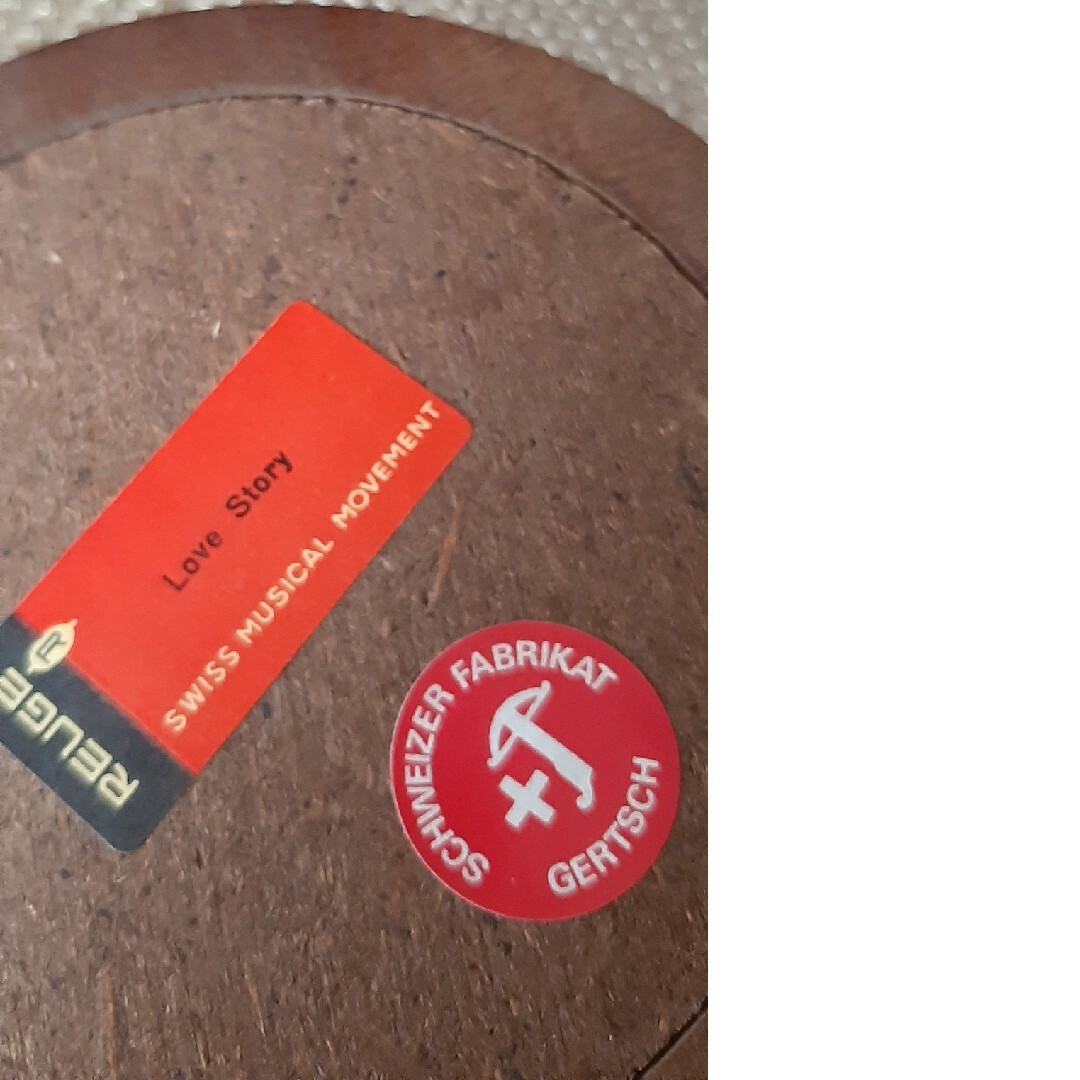 Love Story
SWISS MUSICAL MOVEMENT
REUGE
R
SCHWEIZER FABRIKAT
GERTSCH